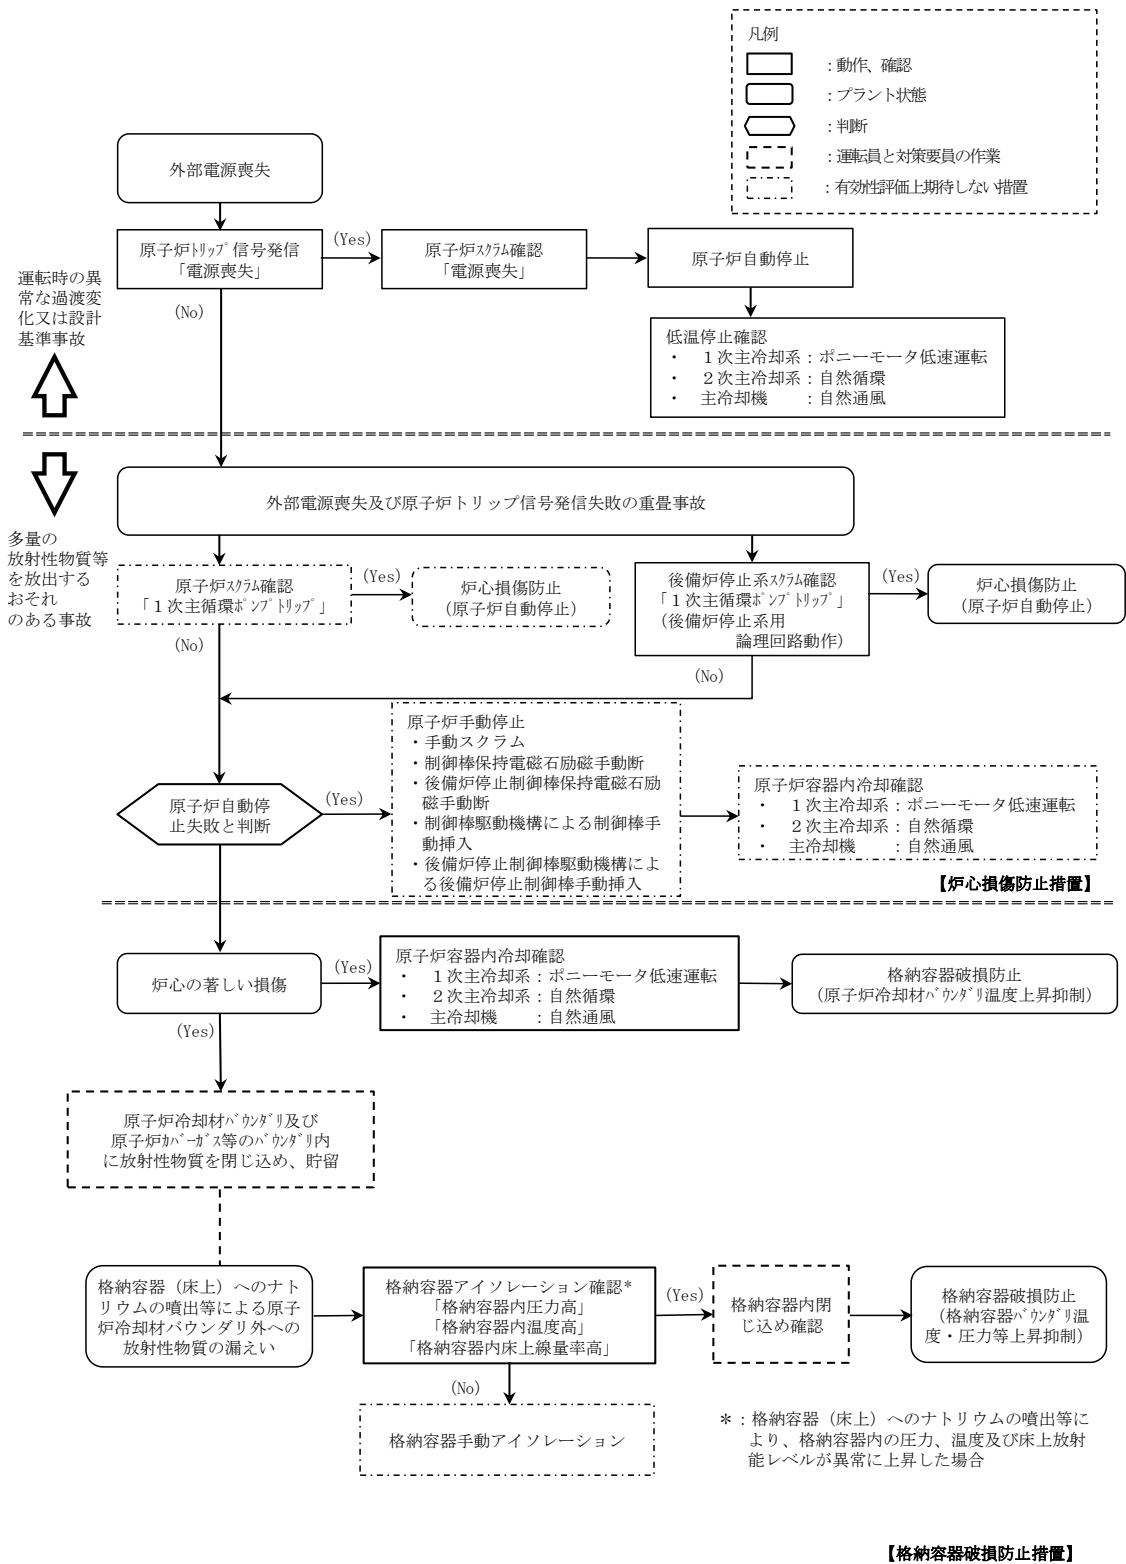 凡例
：動作、確認
：プラント状態
：判断
：運転員と対策要員の作業
：有効性評価上期待しない措置
外部電源喪失
原子炉ﾄﾘｯﾌﾟ信号発信
「電源喪失」
(Yes)
原子炉ｽｸﾗﾑ確認
「電源喪失」
原子炉自動停止
(No)
運転時の異
常な過渡変
化又は設計
基準事故
低温停止確認
・　１次主冷却系：ポニーモータ低速運転
・　２次主冷却系：自然循環
・　主冷却機　　：自然通風
外部電源喪失及び原子炉トリップ信号発信失敗の重畳事故
多量の
放射性物質等
を放出する
おそれ
のある事故
原子炉ｽｸﾗﾑ確認
「１次主循環ﾎﾟﾝﾌﾟﾄﾘｯﾌﾟ」
(Yes)
炉心損傷防止
（原子炉自動停止）
後備炉停止系ｽｸﾗﾑ確認
「１次主循環ﾎﾟﾝﾌﾟﾄﾘｯﾌﾟ」
（後備炉停止系用
論理回路動作）
(Yes)
炉心損傷防止
（原子炉自動停止）
(No)
(No)
原子炉自動停
止失敗と判断
(Yes)
原子炉手動停止
・手動スクラム
・制御棒保持電磁石励磁手動断
・後備炉停止制御棒保持電磁石励
磁手動断
・制御棒駆動機構による制御棒手
動挿入
・後備炉停止制御棒駆動機構によ
る後備炉停止制御棒手動挿入
原子炉容器内冷却確認
・　１次主冷却系：ポニーモータ低速運転
・　２次主冷却系：自然循環
・　主冷却機　　：自然通風
【炉心損傷防止措置】
炉心の著しい損傷
(Yes)
原子炉容器内冷却確認
・　１次主冷却系：ポニーモータ低速運転
・　２次主冷却系：自然循環
・　主冷却機　　：自然通風
格納容器破損防止
（原子炉冷却材ﾊﾞｳﾝﾀﾞﾘ温度上昇抑制）
(Yes)
原子炉冷却材ﾊﾞｳﾝﾀﾞﾘ及び
原子炉ｶﾊﾞｰｶﾞｽ等のﾊﾞｳﾝﾀﾞﾘ内
に放射性物質を閉じ込め、貯留
格納容器（床上）へのナト
リウムの噴出等による原子
炉冷却材バウンダリ外への
放射性物質の漏えい
格納容器アイソレーション確認*
「格納容器内圧力高」
「格納容器内温度高」
「格納容器内床上線量率高」
(Yes)
格納容器内閉
じ込め確認
格納容器破損防止
（格納容器ﾊﾞｳﾝﾀﾞﾘ温
度・圧力等上昇抑制）
(No)
格納容器手動アイソレーション
＊：格納容器（床上）へのナトリウムの噴出等に
より、格納容器内の圧力、温度及び床上放射
能レベルが異常に上昇した場合
【格納容器破損防止措置】